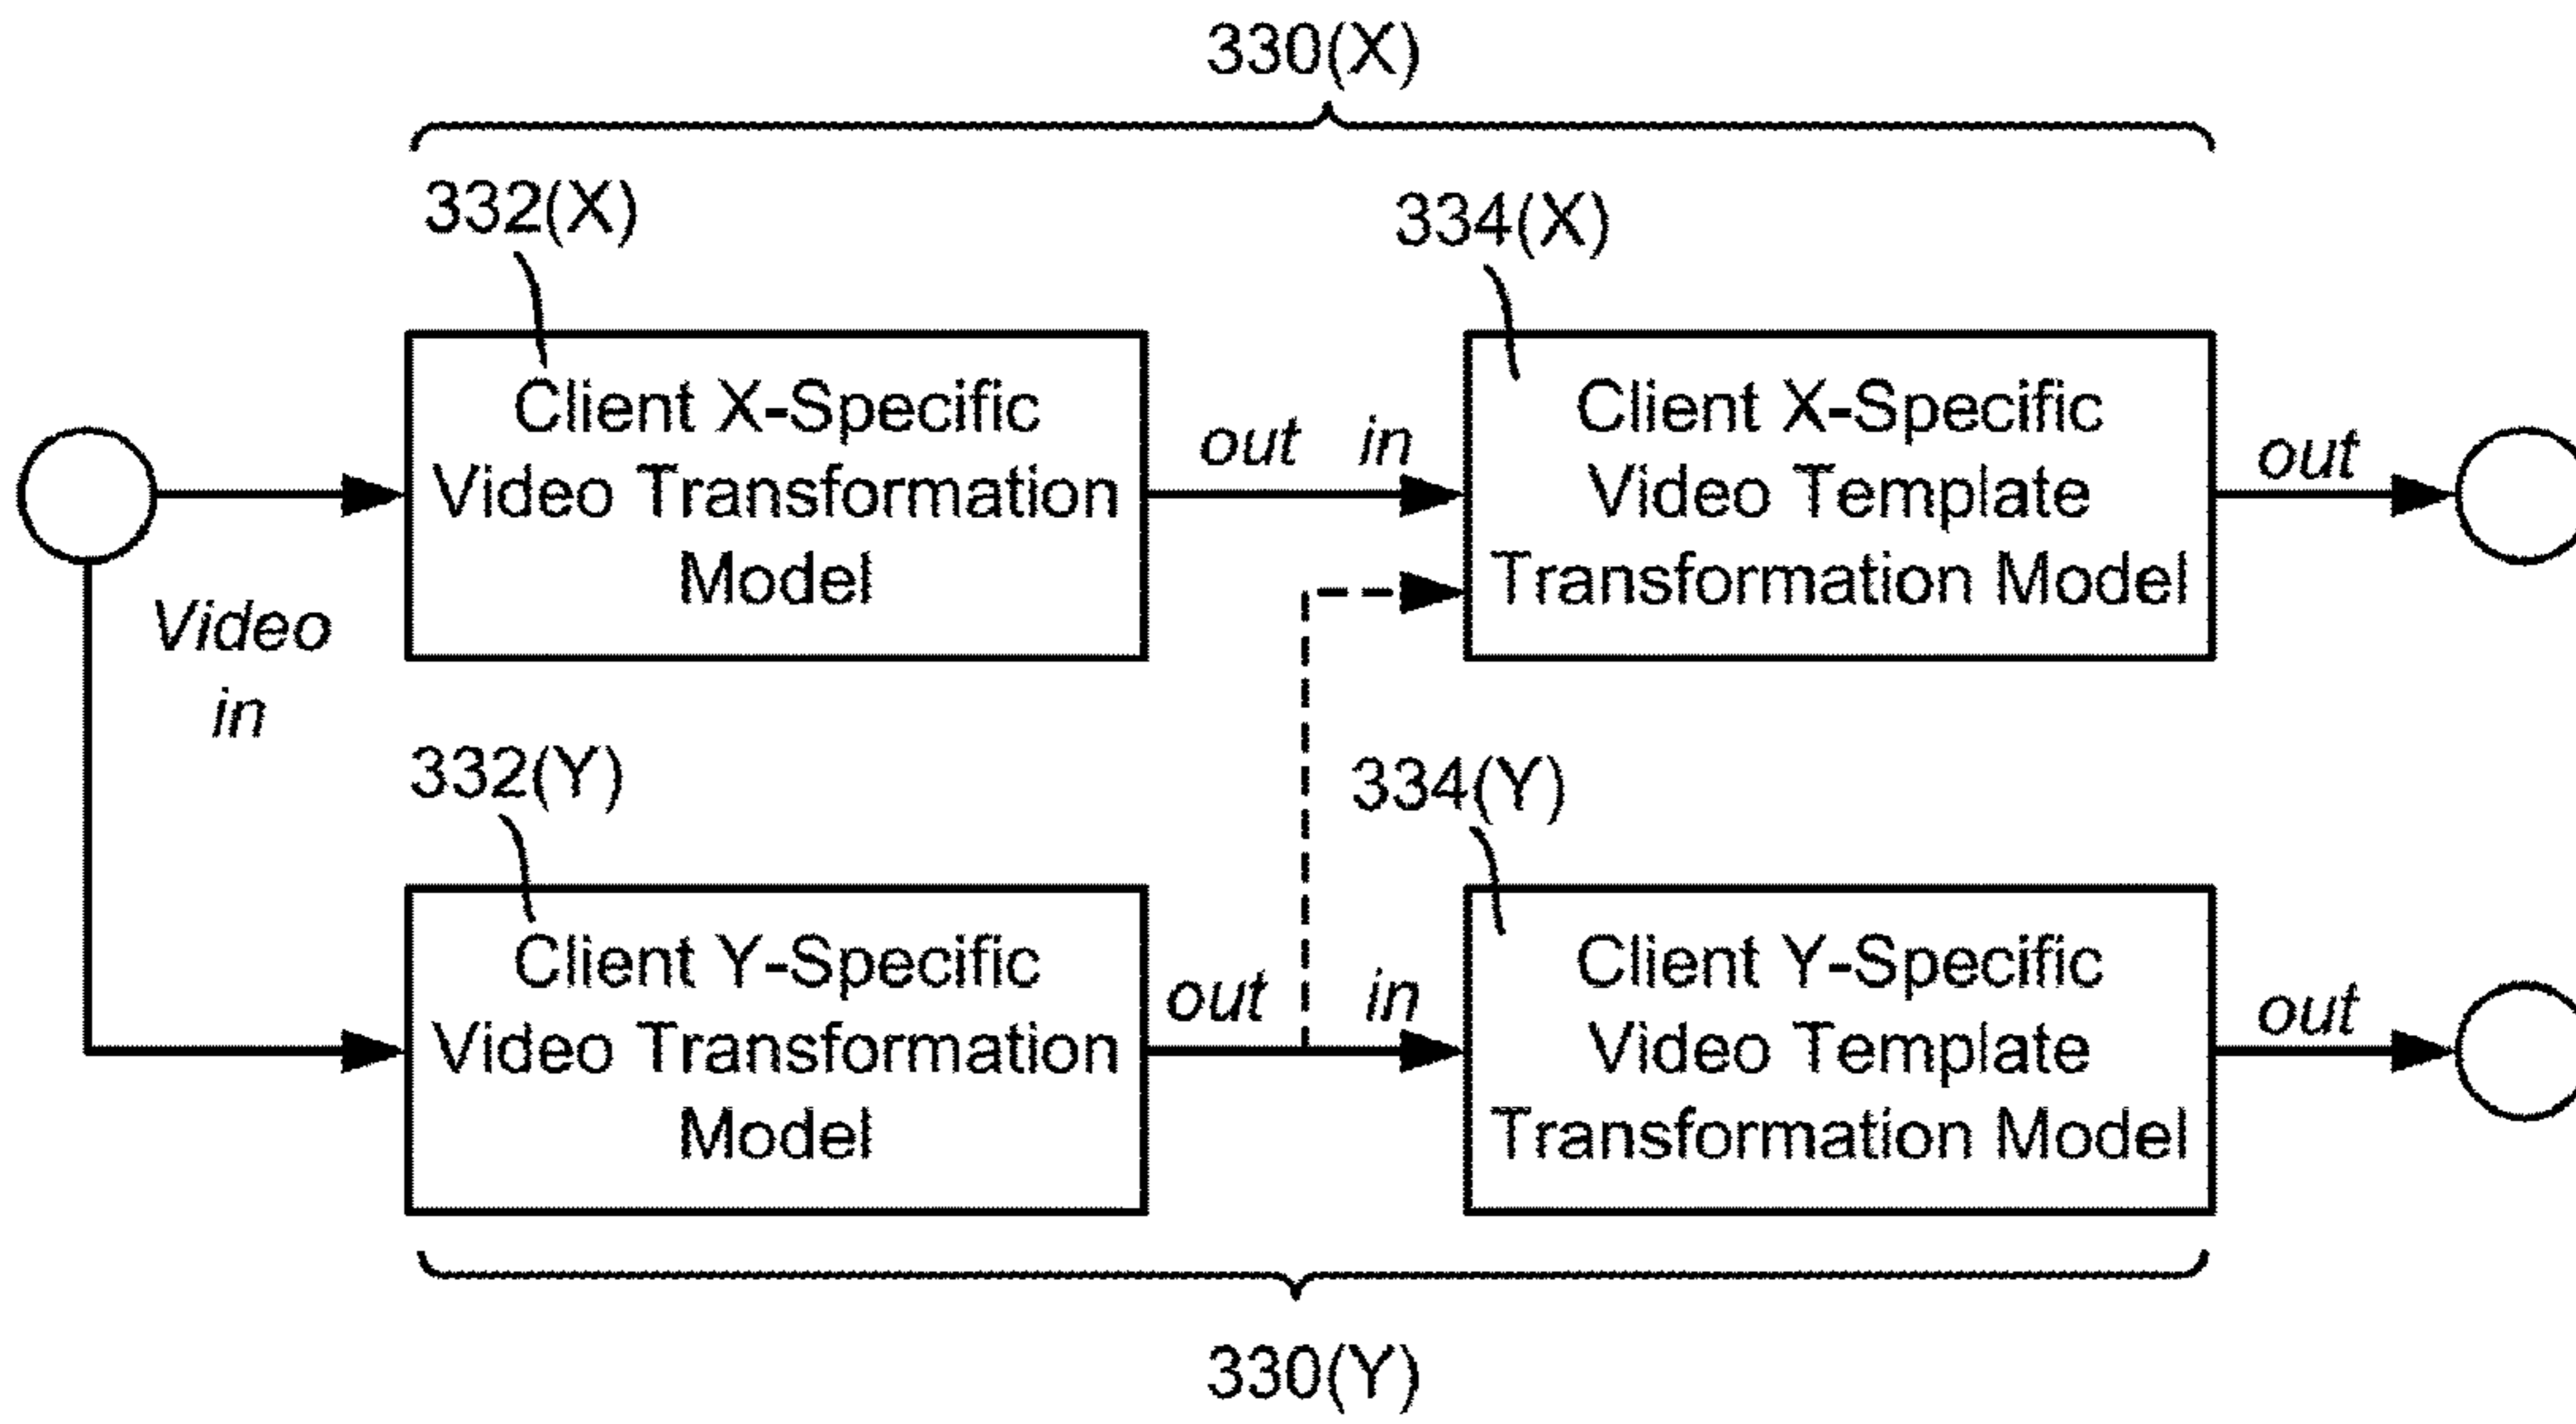 330(X)
332(X)
334(X)
Client X-Specific
Video Transformation
Model
out
in
Client X-Specific
Video Template
Transformation Model
out
Video
in
332(Y)
334(Y)
Client Y-Specific
Video Transformation
Model
out
in
Client Y-Specific
Video Template
Transformation Model
out
330(Y)